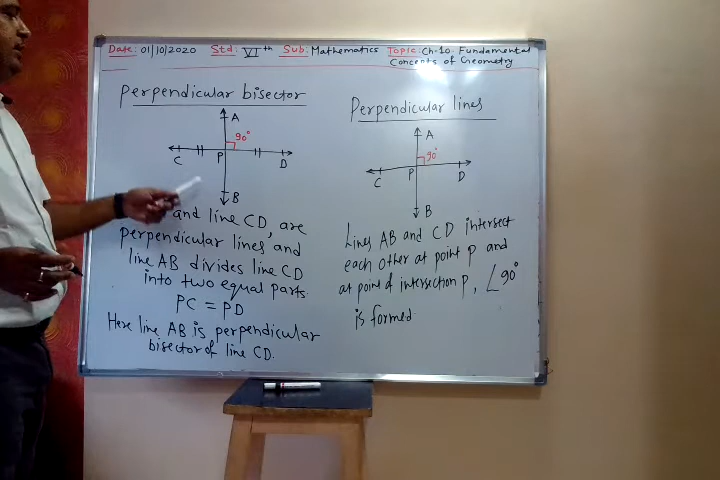 Date: 01/10/2020 Std: VI th Sub: Mathematics Topic: Ch-10. Fundamental
Concepts of Geometry
Perpendicular bisector
A
90°
C P D
B
and line CD, are
perpendicular lines and
line AB divides line CD
into two equal parts.
PC = PD
Here line AB is perpendicular
bisector of line CD.
Perpendicular lines
A
90°
C P D
B
Lines AB and CD intersect
each other at point P and
at point of intersection P, ∠90°
is formed.